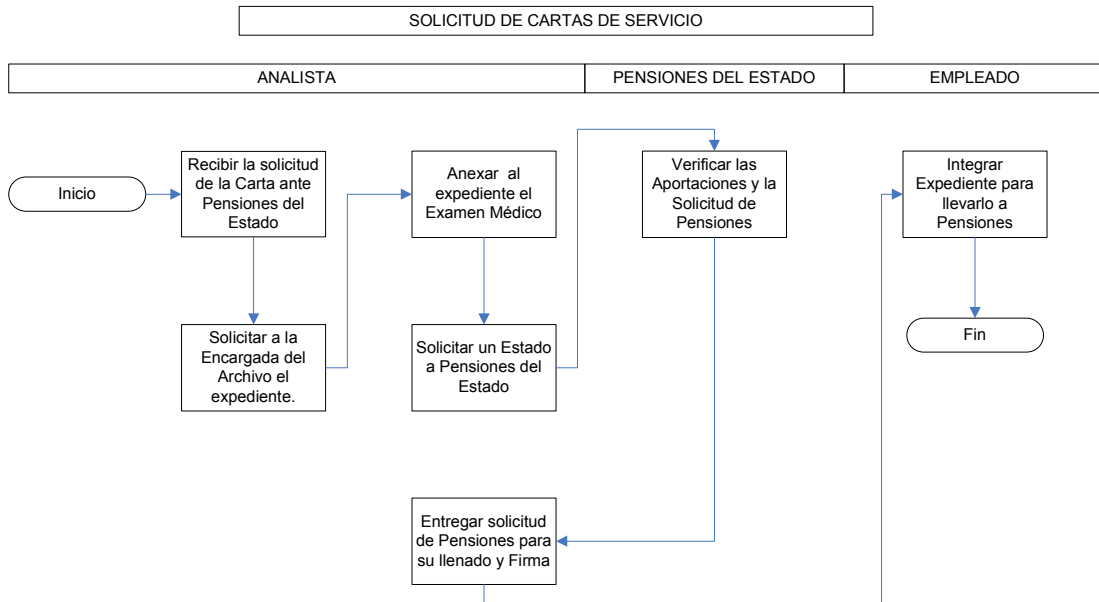 SOLICITUD DE CARTAS DE SERVICIO
ANALISTA
PENSIONES DEL ESTADO
EMPLEADO
Inicio
Recibir la solicitud
de la Carta ante
Pensiones del
Estado
Solicitar a la
Encargada del
Archivo el
expediente.
Anexar al
expediente el
Examen Médico
Solicitar un Estado
a Pensiones del
Estado
Verificar las
Aportaciones y la
Solicitud de
Pensiones
Entregar solicitud
de Pensiones para
su llenado y Firma
Integrar
Expediente para
llevarlo a
Pensiones
Fin